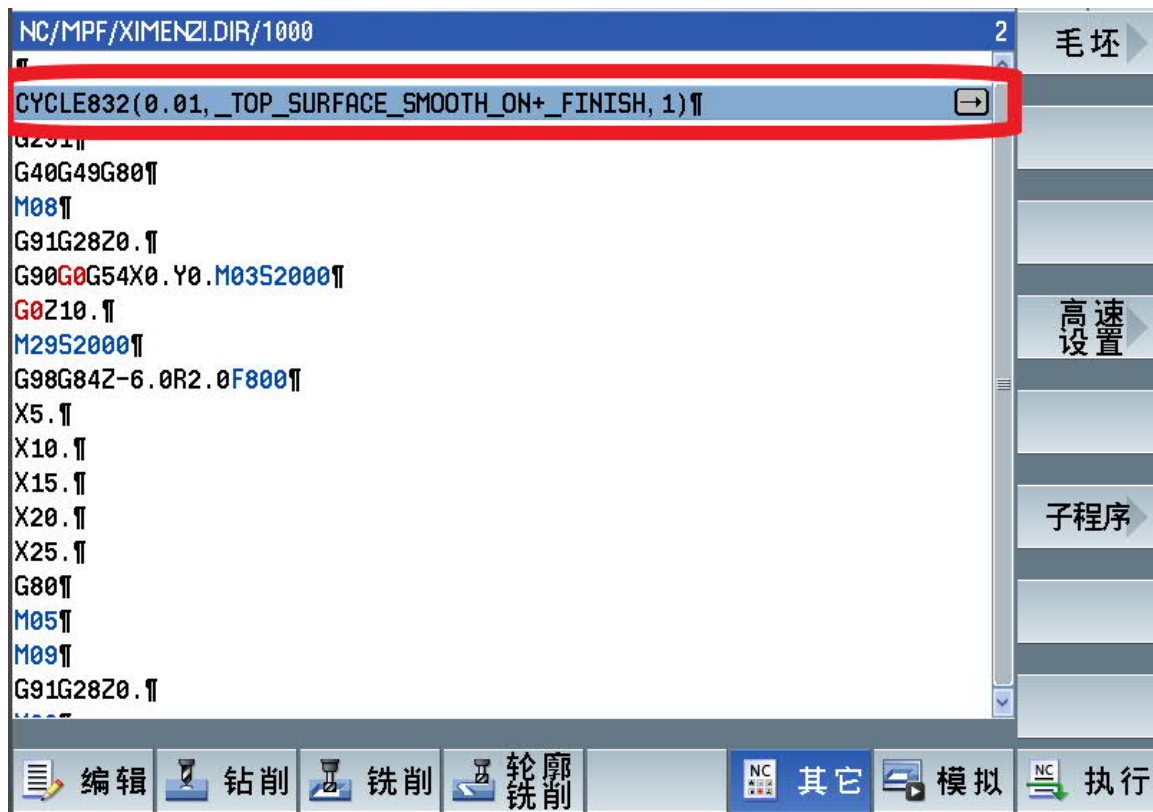 NC/MPF/XIMENZI.DIR/1000 2
¶
CYCLE832(0.01,_TOP_SURFACE_SMOOTH_ON+_FINISH,1)¶
G291¶
G40G49G80¶
M08¶
G91G28Z0.¶
G90G0G54X0.Y0.M03S2000¶
G0Z10.¶
M29S2000¶
G98G84Z-6.0R2.0F800¶
X5.¶
X10.¶
X15.¶
X20.¶
X25.¶
G80¶
M05¶
M09¶
G91G28Z0.¶
毛坯
高速
设置
子程序
编辑
钻削
铣削
轮廓
铣削
NC
其它
模拟
NC
执行